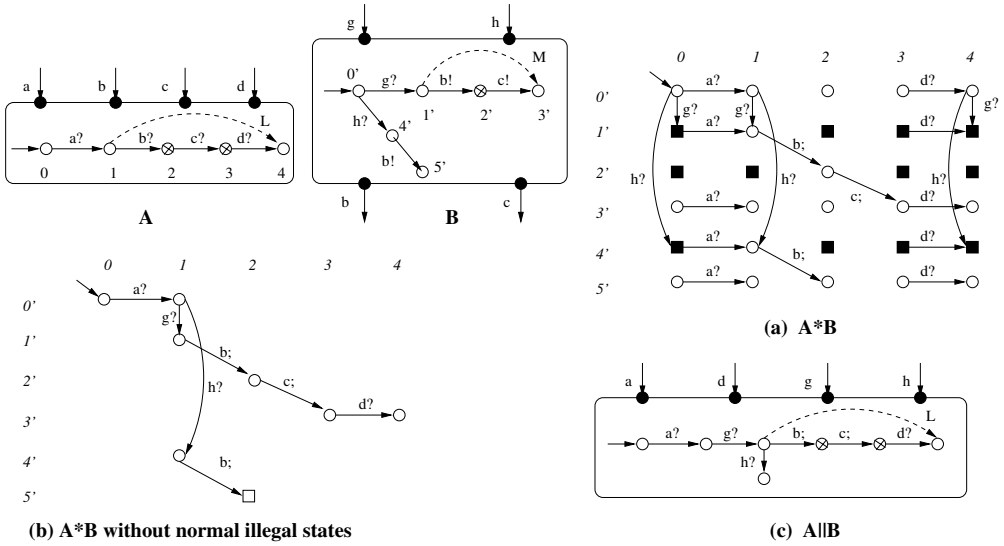 a b c d
L
a? b? c? d?
0 1 2 3 4
A
g h
M
0' g? b! c!
1' 2' 3'
h? 4'
b! 5'
b c
B
0 1 2 3 4
0' a? d?
g? g? g?
1' a? d?
b;
2'
h? h? h?
c;
3' a? d?
4' a? d?
b;
5' a? d?
(a) A*B
0 1 2 3 4
0' a?
g?
1'
b;
2'
h? c;
3' d?
4'
b;
5'
(b) A*B without normal illegal states
a d g h
L
a? g? b; c; d?
h?
(c) A||B